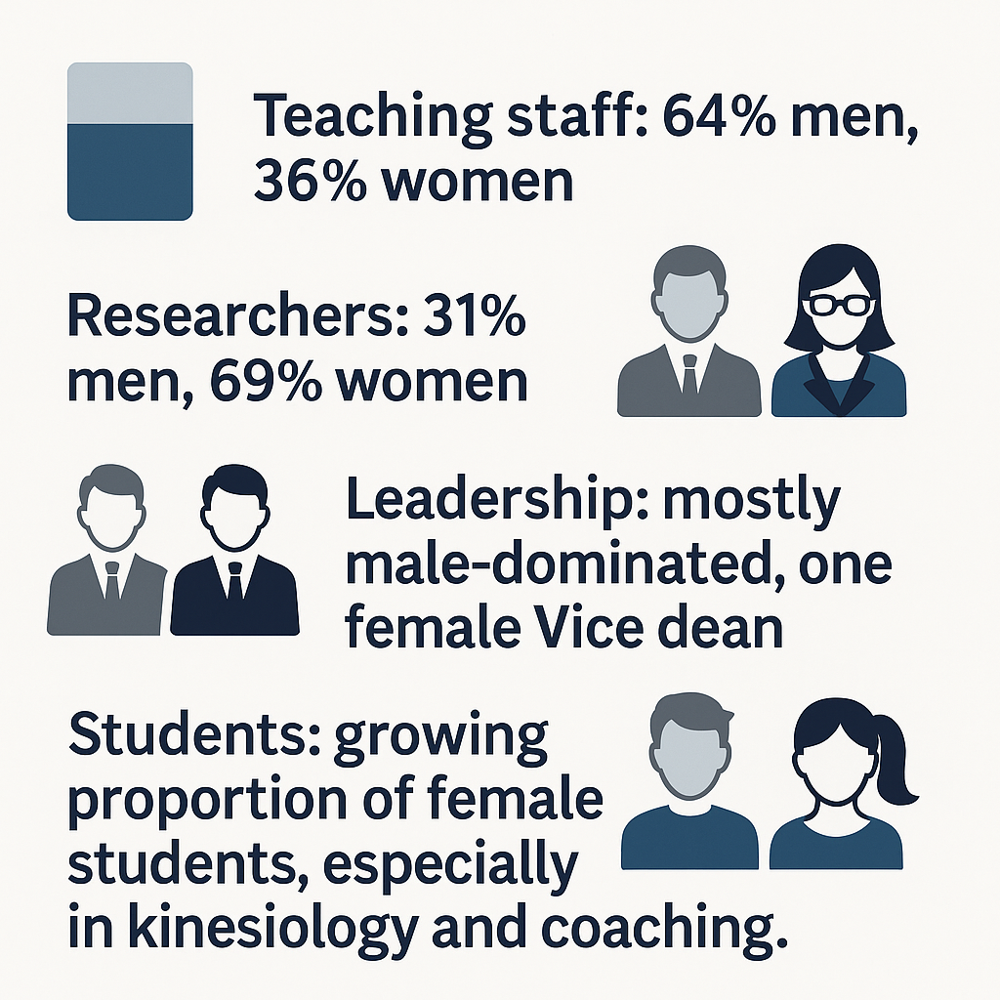 Teaching staff: 64% men,
36% women
Researchers: 31%
men, 69% women
Leadership: mostly
male-dominated, one
female Vice dean
Students: growing
proportion of female
students, especially
in kinesiology and coaching.